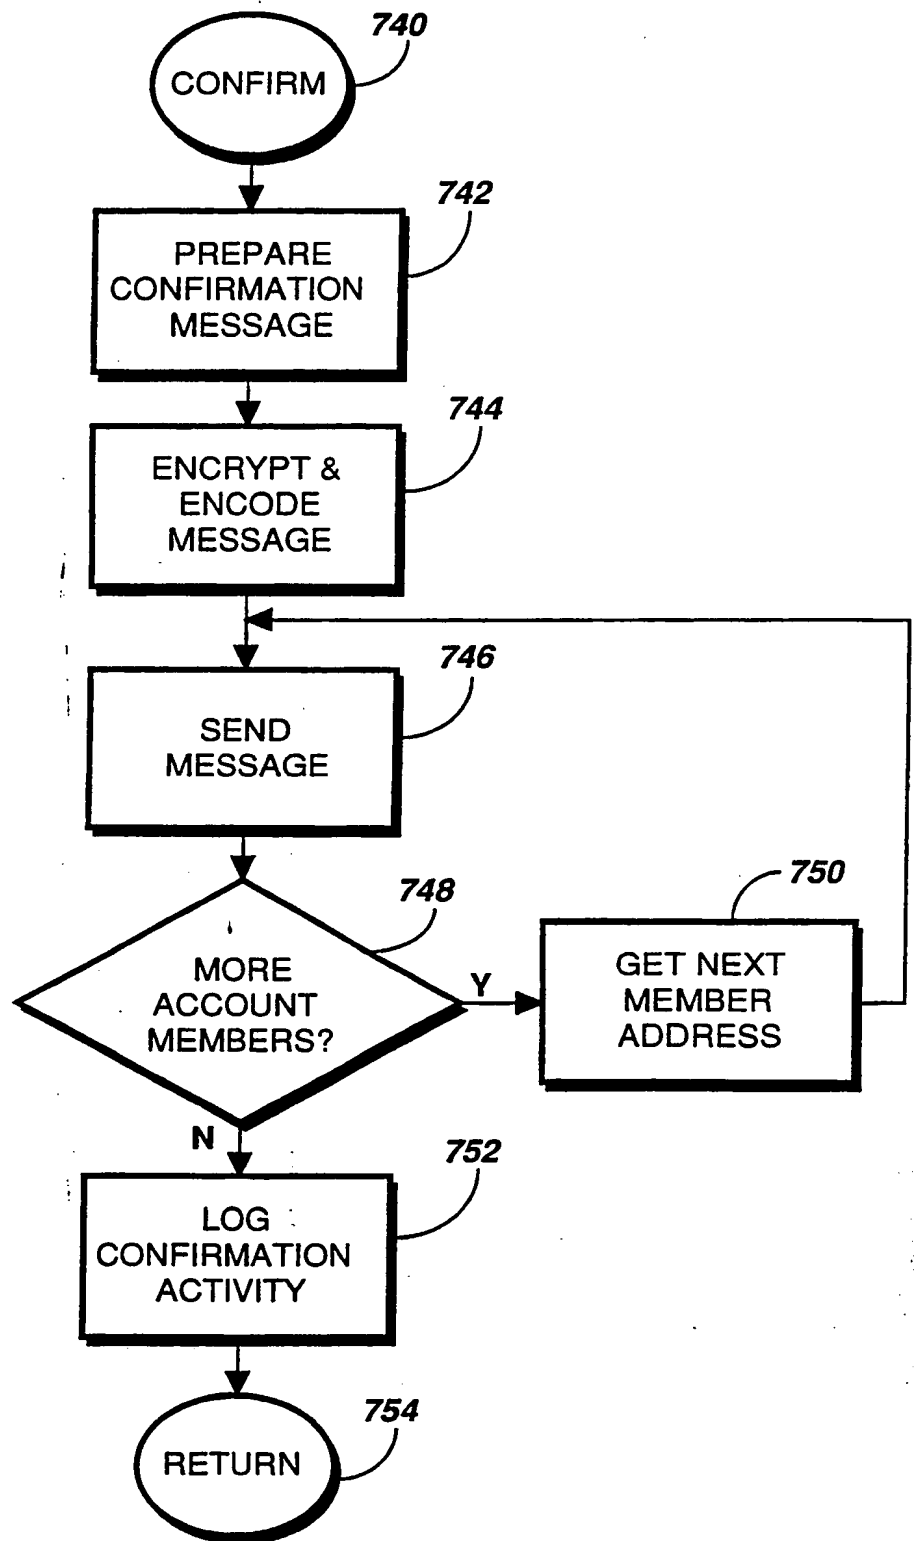 740
CONFIRM
742
PREPARE
CONFIRMATION
MESSAGE
744
ENCRYPT &
ENCODE
MESSAGE
746
SEND
MESSAGE
748
MORE
ACCOUNT
MEMBERS?
Y
750
GET NEXT
MEMBER
ADDRESS
N
752
LOG
CONFIRMATION
ACTIVITY
754
RETURN